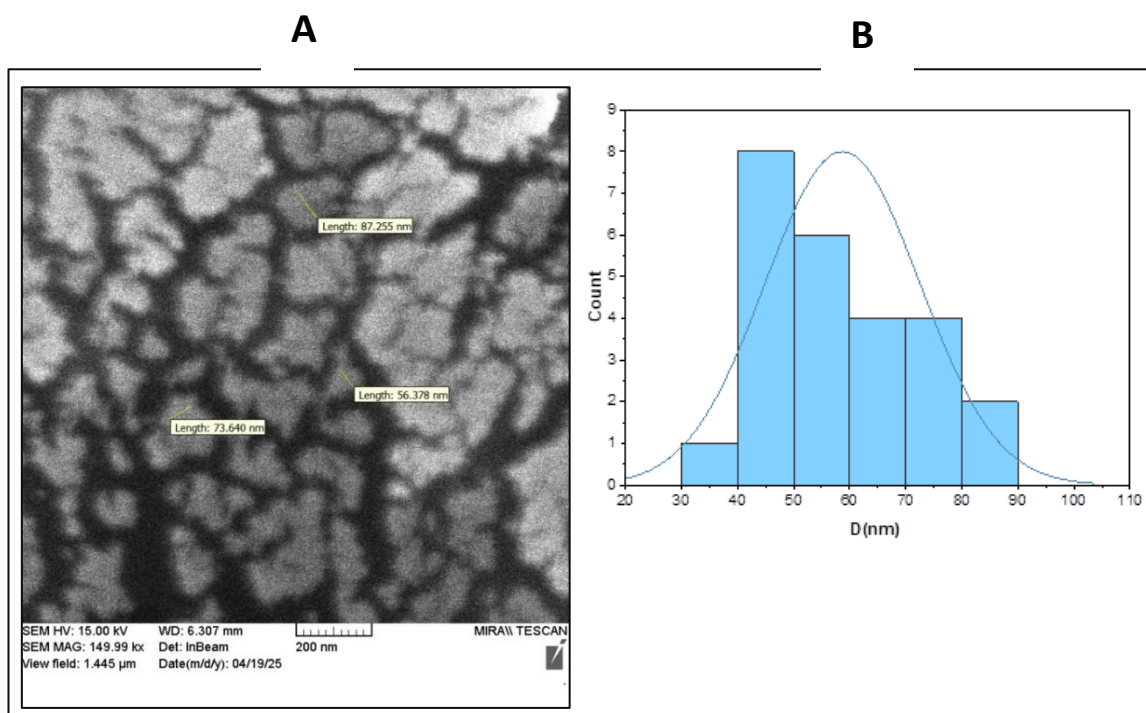 A
B
Length: 87.255 nm
Length: 56.378 nm
Length: 73.640 nm
SEM HV: 15.00 kV WD: 6.307 mm MIRA\\ TESCAN
SEM MAG: 149.99 kx Det: InBeam 200 nm
View field: 1.445 µm Date(m/d/y): 04/19/25
9
8
7
6
5
4
3
2
1
0
Count
20 30 40 50 60 70 80 90 100 110
D(nm)